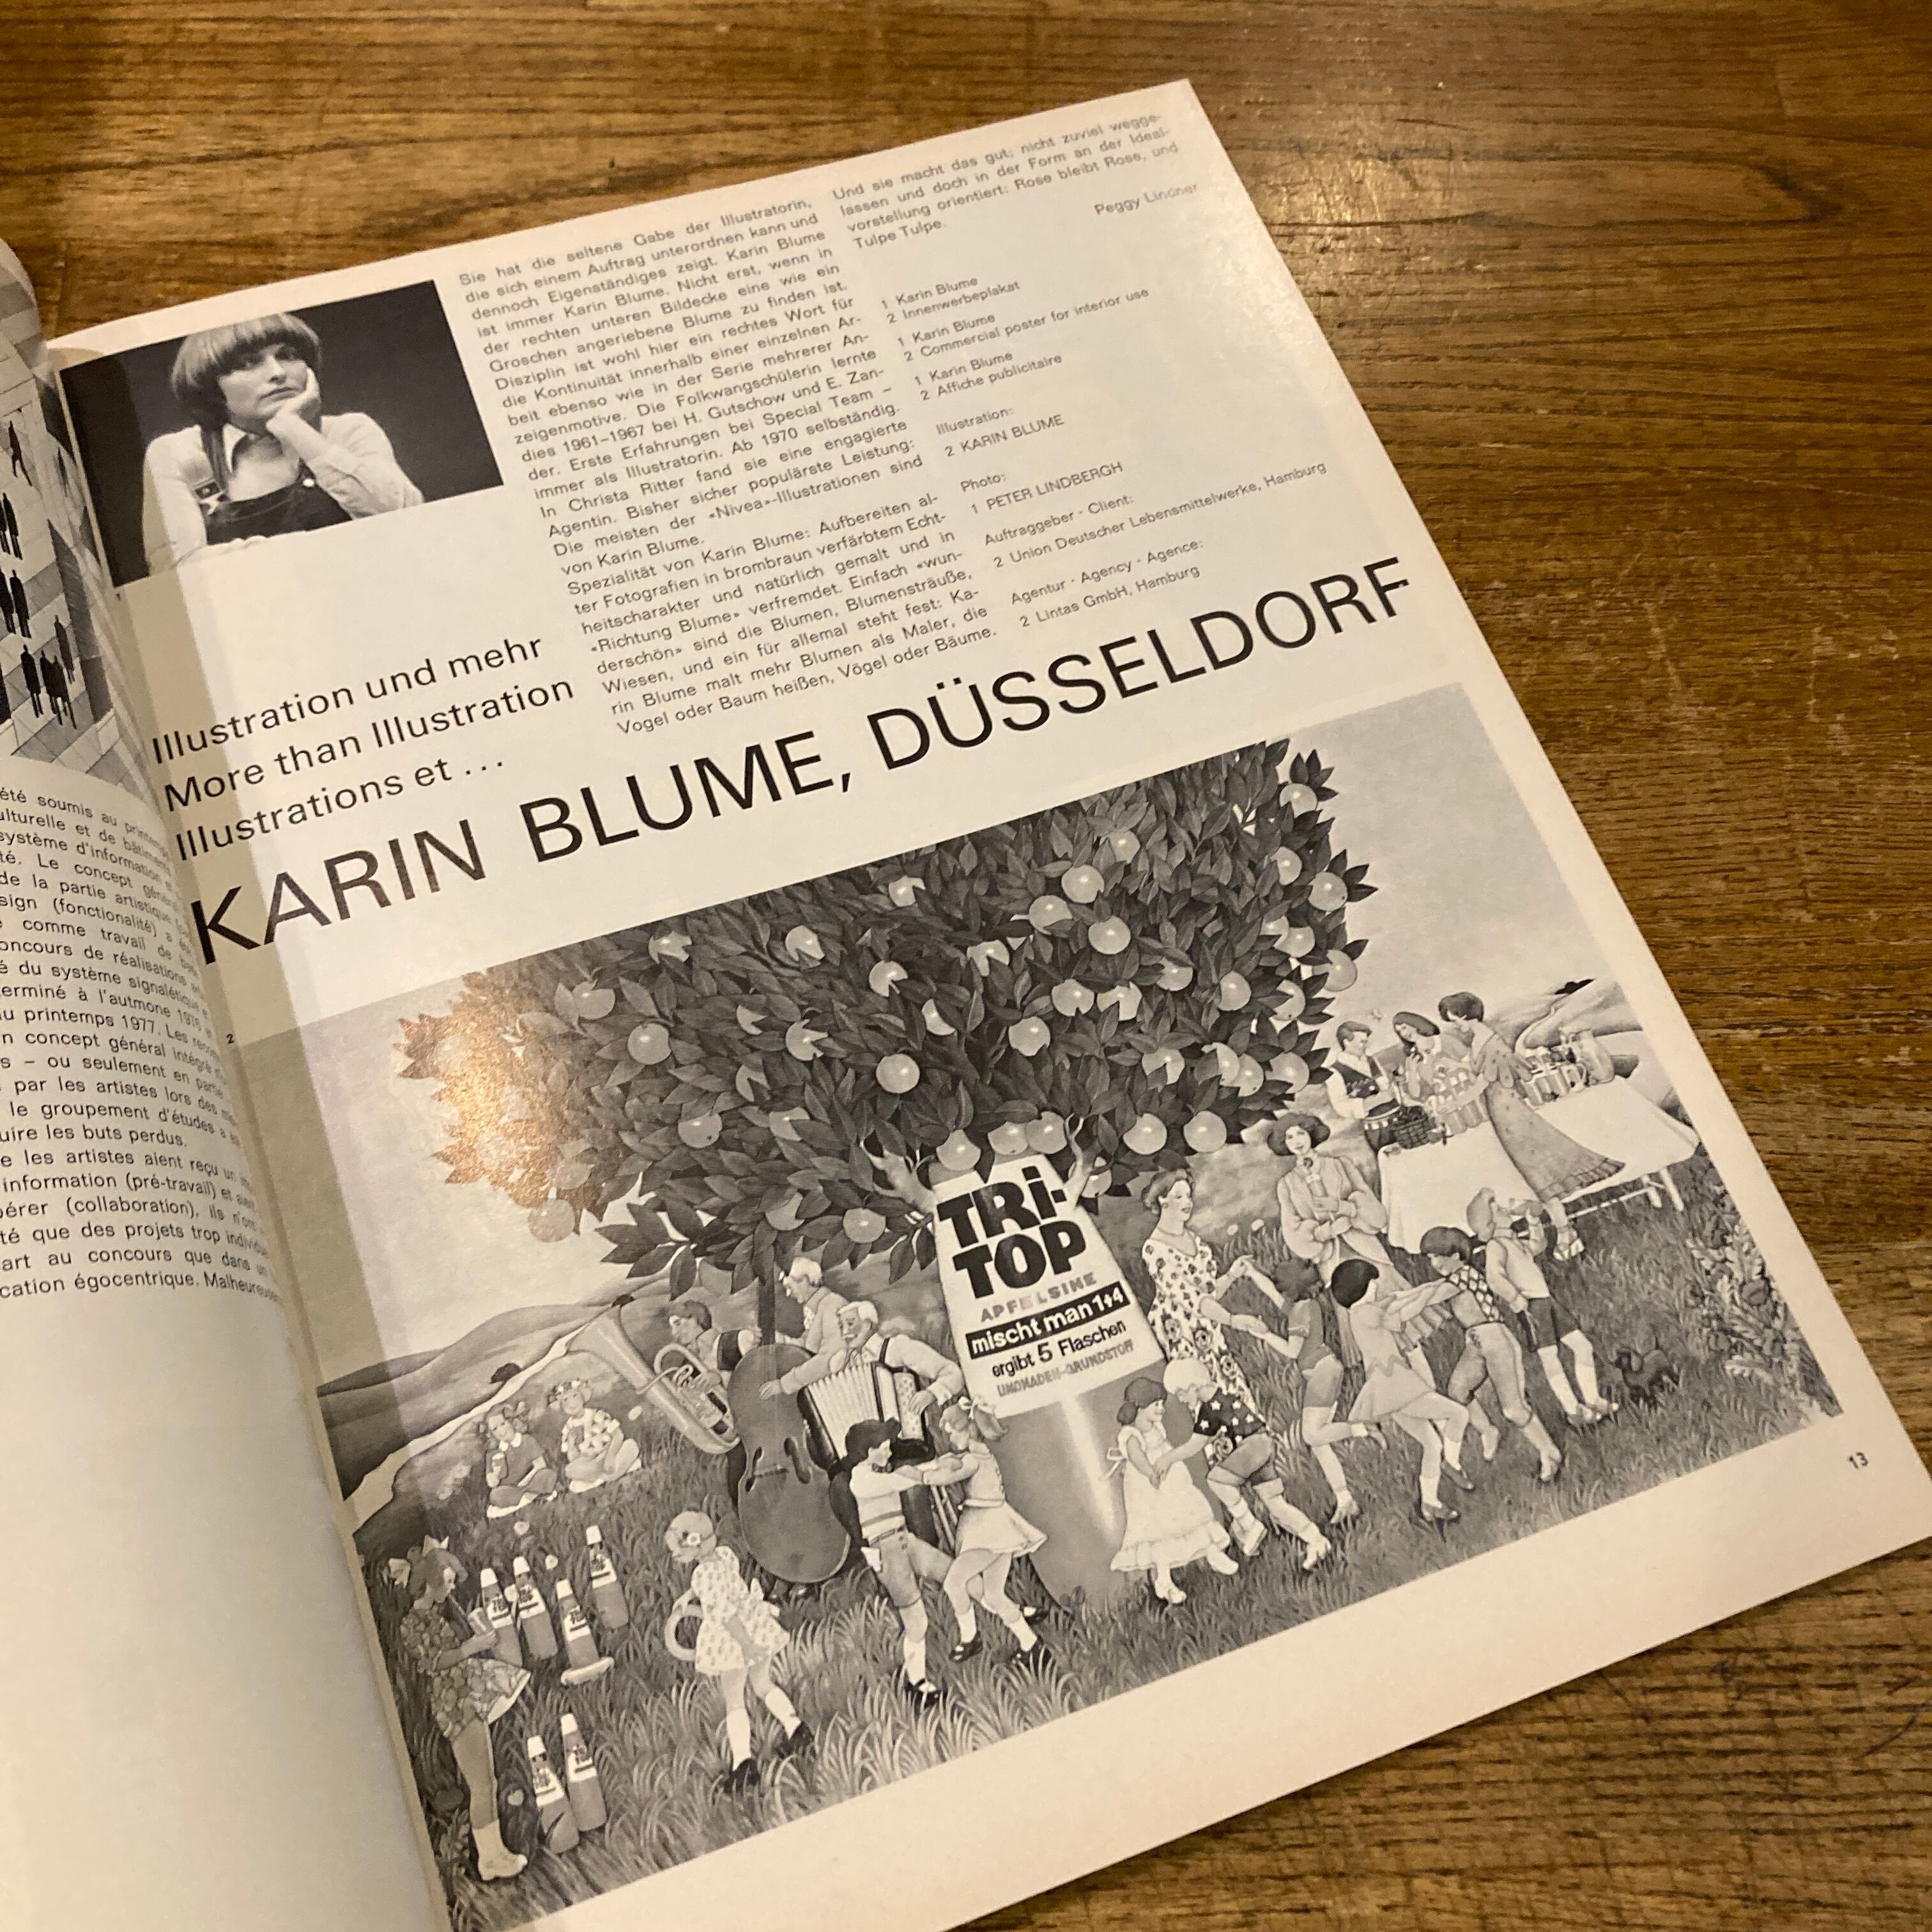 été soumis au
ulturelle et de
système d'information
té. Le concept
de la partie artistique
sign (fonctionalité) a
comme travail de
oncours de réalisations
é du système signalétique
erminé à l'autmone 1976
u printemps 1977. Les
n concept général intégré
s – ou seulement en partie
par les artistes lors des
le groupement d'études a
uire les buts perdus.
e les artistes aient reçu un
information (pré-travail) et
pérer (collaboration), ils n'ont
té que des projets trop
art au concours que dans un
cation égocentrique.
Illustration und mehr
More than Illustration
Illustrations et ...
Sie hat die seltene Gabe der Illustratorin,
die sich einem Auftrag unterordnen kann und
dennoch Eigenständiges zeigt. Karin Blume
ist immer Karin Blume. Nicht erst, wenn in
der rechten unteren Bildecke eine wie ein
Groschen angeriebene Blume zu finden ist.
Disziplin ist wohl hier ein rechtes Wort für
die Kontinuität innerhalb einer einzelnen Ar-
beit ebenso wie in der Serie mehrerer An-
zeigenmotive. Die Folkwangschülerin lernte
dies 1961–1967 bei H. Gutschow und E. Zan-
der. Erste Erfahrungen bei Special Team –
immer als Illustratorin. Ab 1970 selbständig.
In Christa Ritter fand sie eine engagierte
Agentin. Bisher sicher populärste Leistung:
Die meisten der «Nivea»-Illustrationen sind
von Karin Blume.
Spezialität von Karin Blume: Aufbereiten al-
ter Fotografien in brombraun verfärbtem Echt-
heitscharakter und natürlich gemalt und in
«Richtung Blume» verfremdet. Einfach «wun-
derschön» sind die Blumen, Blumensträuße,
Wiesen, und ein für allemal steht fest: Ka-
rin Blume malt mehr Blumen als Maler, die
Vogel oder Baum heißen, Vögel oder Bäume.
Und sie macht das gut; nicht zuviel wegge-
lassen und doch in der Form an der Ideal-
vorstellung orientiert: Rose bleibt Rose, und
Tulpe Tulpe.
Peggy Lindner
1 Karin Blume
2 Innenwerbeplakat
1 Karin Blume
2 Commercial poster for interior use
1 Karin Blume
2 Affiche publicitaire
Illustration:
2 KARIN BLUME
Photo:
1 PETER LINDBERGH
Auftraggeber · Client:
2 Union Deutscher Lebensmittelwerke, Hamburg
Agentur · Agency · Agence:
2 Lintas GmbH, Hamburg
KARIN BLUME, DÜSSELDORF
2
TRi-
TOP
APFELSINE
mischt man 1+4
ergibt 5 Flaschen
LIMONADEN-GRUNDSTOFF
TRi
TOP
13